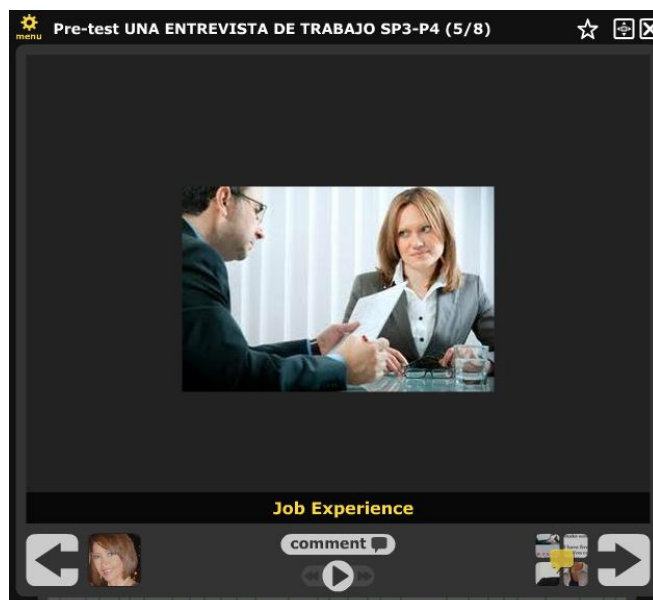 Pre-test UNA ENTREVISTA DE TRABAJO SP3-P4 (5/8)
menu
Job Experience
comment